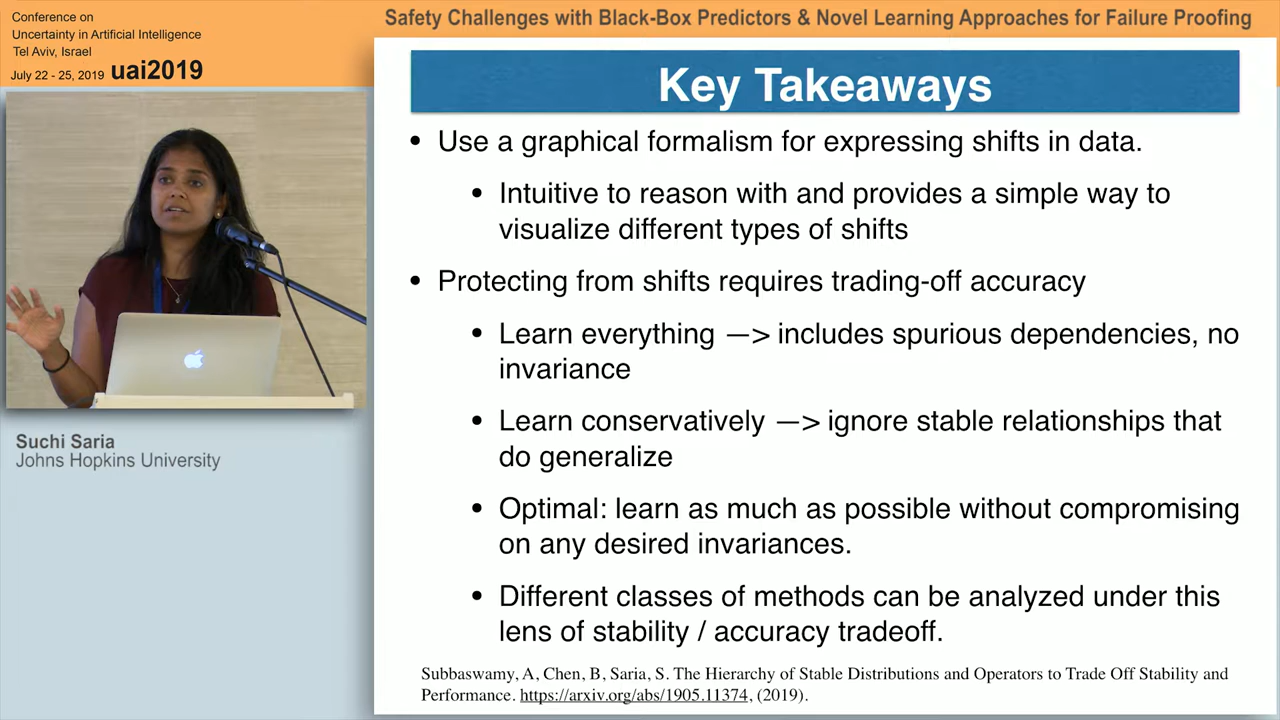 Conference on
Uncertainty in Artificial Intelligence
Tel Aviv, Israel
July 22 - 25, 2019 uai2019
Safety Challenges with Black-Box Predictors & Novel Learning Approaches for Failure Proofing
Key Takeaways
• Use a graphical formalism for expressing shifts in data.
• Intuitive to reason with and provides a simple way to
visualize different types of shifts
• Protecting from shifts requires trading-off accuracy
• Learn everything —> includes spurious dependencies, no
invariance
• Learn conservatively —> ignore stable relationships that
do generalize
• Optimal: learn as much as possible without compromising
on any desired invariances.
• Different classes of methods can be analyzed under this
lens of stability / accuracy tradeoff.
Subbaswamy, A, Chen, B, Saria, S. The Hierarchy of Stable Distributions and Operators to Trade Off Stability and
Performance. https://arxiv.org/abs/1905.11374, (2019).
Suchi Saria
Johns Hopkins University